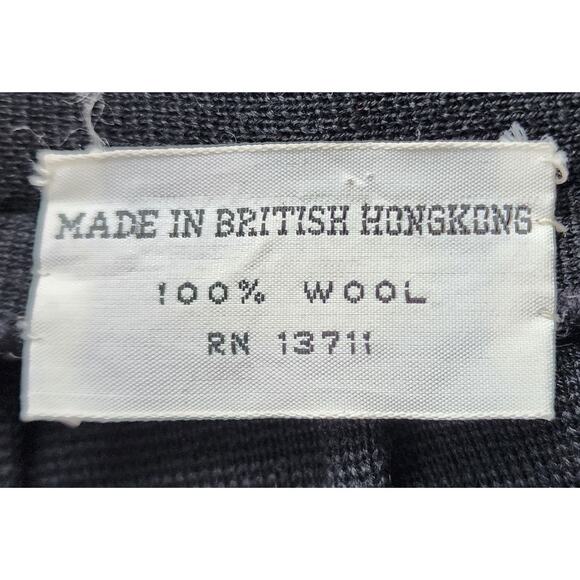 MADE IN BRITISH HONGKONG
100% WOOL
RN 13711